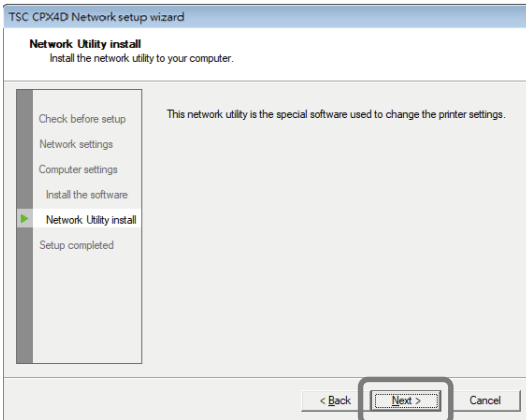 TSC CPX4D Network setup wizard
Network Utility install
Install the network utility to your computer.
Check before setup
Network settings
Computer settings
Install the software
Network Utility install
Setup completed
This network utility is the special software used to change the printer settings.
< Back
Next >
Cancel